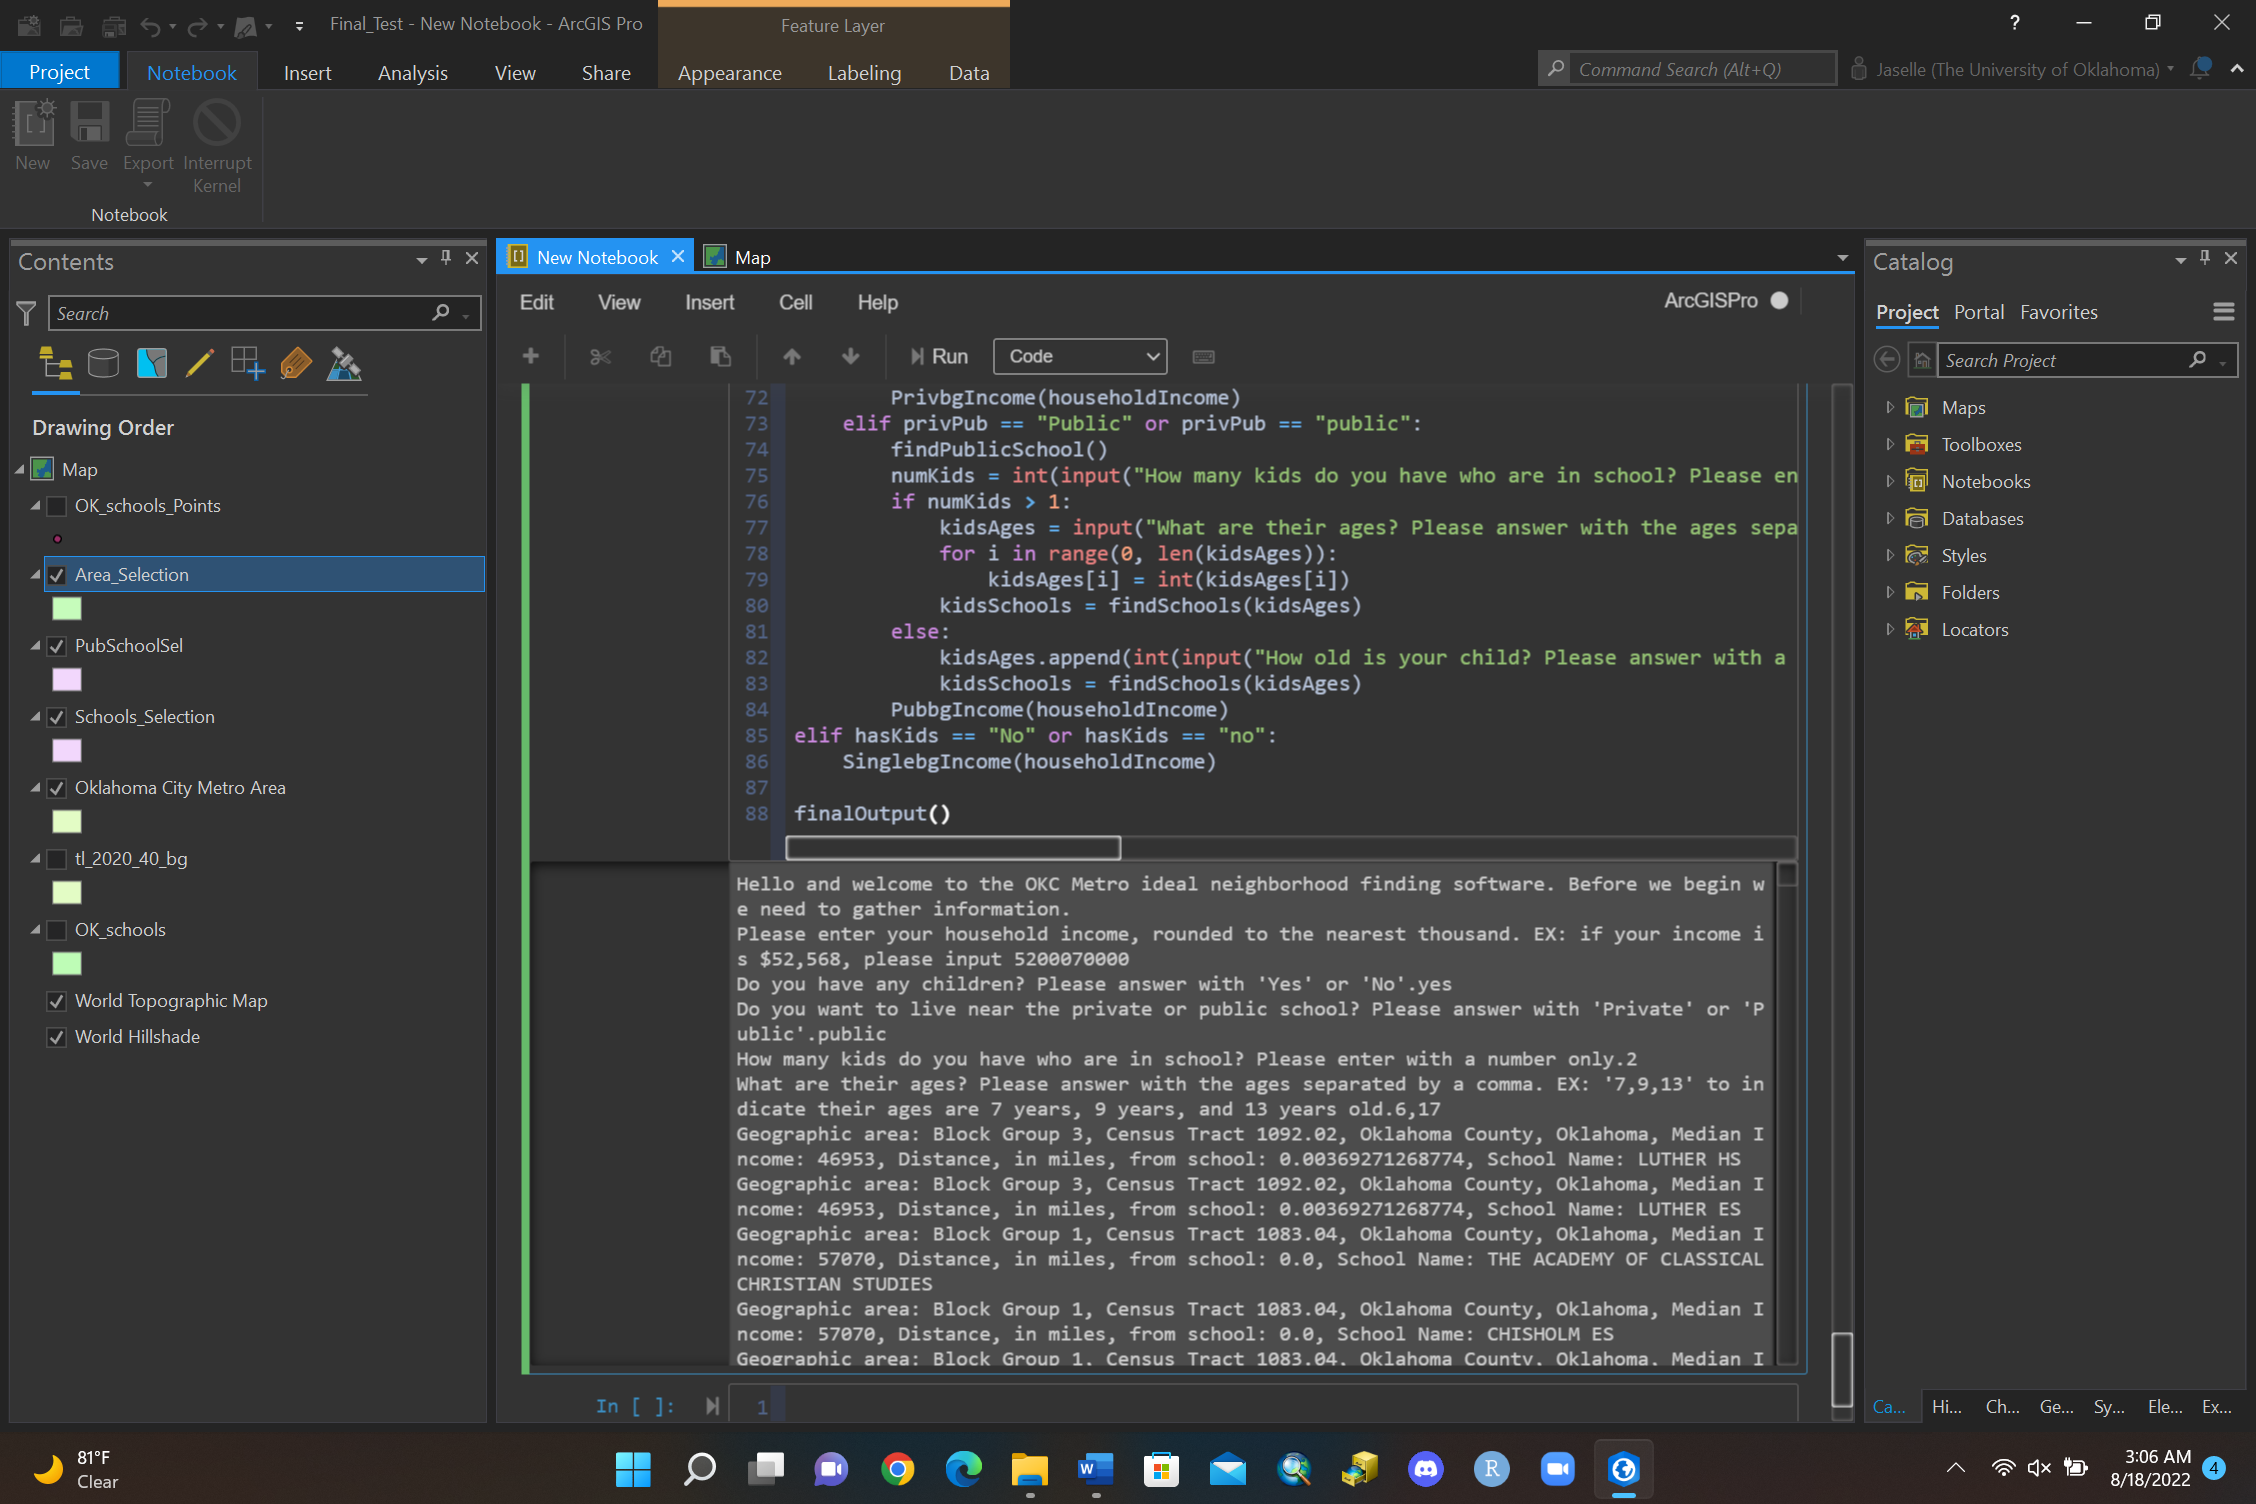 Final_Test - New Notebook - ArcGIS Pro
Feature Layer
?
Project
Notebook
Insert
Analysis
View
Share
Appearance
Labeling
Data
Command Search (Alt+Q)
Jaselle (The University of Oklahoma)
New
Save
Export
Interrupt
Kernel
Notebook
Contents
Search
Drawing Order
Map
OK_schools_Points
Area_Selection
PubSchoolSel
Schools_Selection
Oklahoma City Metro Area
tl_2020_40_bg
OK_schools
World Topographic Map
World Hillshade
New Notebook
Map
Edit
View
Insert
Cell
Help
ArcGISPro
Run
Code
72 PrivbgIncome(householdIncome)
73 elif privPub == "Public" or privPub == "public":
74 findPublicSchool()
75 numKids = int(input("How many kids do you have who are in school? Please en
76 if numKids > 1:
77 kidsAges = input("What are their ages? Please answer with the ages sepa
78 for i in range(0, len(kidsAges)):
79 kidsAges[i] = int(kidsAges[i])
80 kidsSchools = findSchools(kidsAges)
81 else:
82 kidsAges.append(int(input("How old is your child? Please answer with a
83 kidsSchools = findSchools(kidsAges)
84 PubbgIncome(householdIncome)
85 elif hasKids == "No" or hasKids == "no":
86 SinglebgIncome(householdIncome)
87
88 finalOutput()
Hello and welcome to the OKC Metro ideal neighborhood finding software. Before we begin w
e need to gather information.
Please enter your household income, rounded to the nearest thousand. EX: if your income i
s $52,568, please input 5200070000
Do you have any children? Please answer with 'Yes' or 'No'.yes
Do you want to live near the private or public school? Please answer with 'Private' or 'P
ublic'.public
How many kids do you have who are in school? Please enter with a number only.2
What are their ages? Please answer with the ages separated by a comma. EX: '7,9,13' to in
dicate their ages are 7 years, 9 years, and 13 years old.6,17
Geographic area: Block Group 3, Census Tract 1092.02, Oklahoma County, Oklahoma, Median I
ncome: 46953, Distance, in miles, from school: 0.00369271268774, School Name: LUTHER HS
Geographic area: Block Group 3, Census Tract 1092.02, Oklahoma County, Oklahoma, Median I
ncome: 46953, Distance, in miles, from school: 0.00369271268774, School Name: LUTHER ES
Geographic area: Block Group 1, Census Tract 1083.04, Oklahoma County, Oklahoma, Median I
ncome: 57070, Distance, in miles, from school: 0.0, School Name: THE ACADEMY OF CLASSICAL
CHRISTIAN STUDIES
Geographic area: Block Group 1, Census Tract 1083.04, Oklahoma County, Oklahoma, Median I
ncome: 57070, Distance, in miles, from school: 0.0, School Name: CHISHOLM ES
Geographic area: Block Group 1, Census Tract 1083.04, Oklahoma County, Oklahoma, Median I
In [ ]:
1
Catalog
Project
Portal
Favorites
Search Project
Maps
Toolboxes
Notebooks
Databases
Styles
Folders
Locators
Ca...
Hi...
Ch...
Ge...
Sy...
Ele...
Ex...
81°F
Clear
W
R
3:06 AM
8/18/2022
4